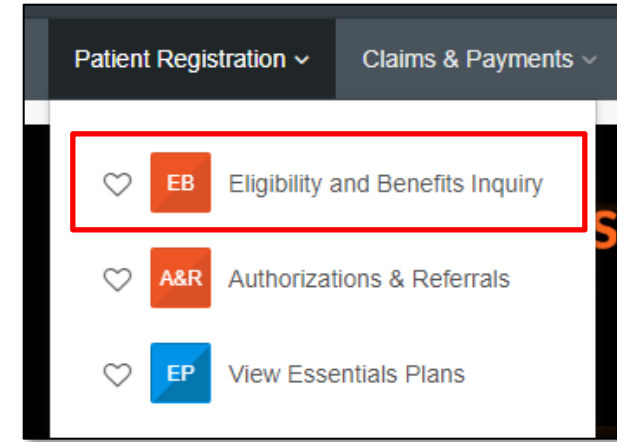 Patient Registration Claims & Payments
EB Eligibility and Benefits Inquiry
S
A&R Authorizations & Referrals
EP View Essentials Plans